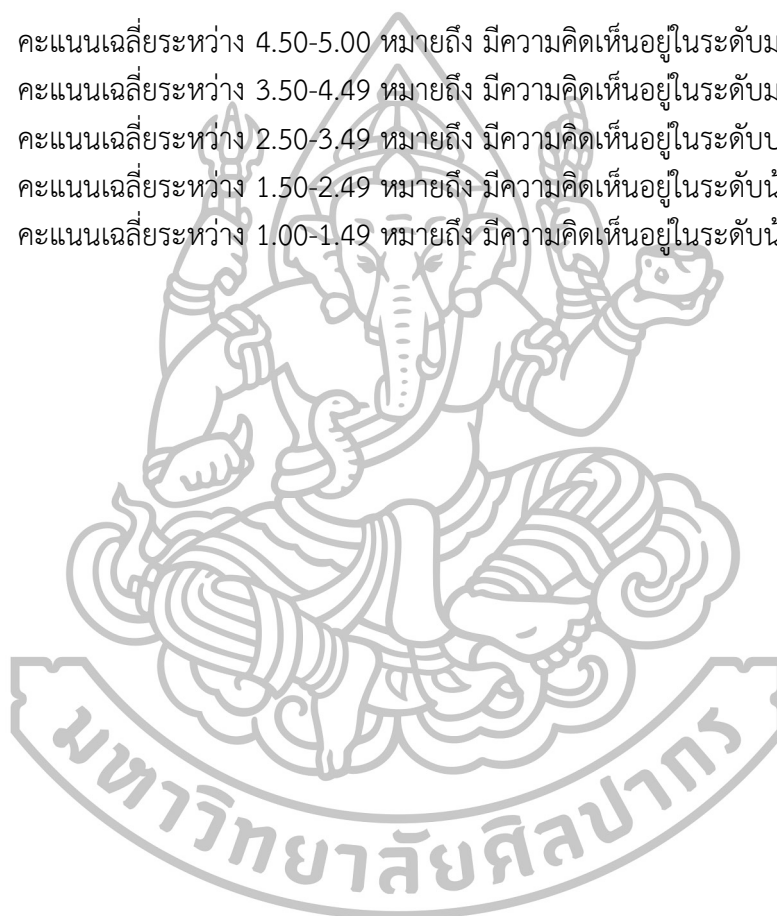 คะแนนเฉลี่ยระหว่าง 4.50-5.00 หมายถึง มีความคิดเห็นอยู่ในระดับ
คะแนนเฉลี่ยระหว่าง 3.50-4.49 หมายถึง มีความคิดเห็นอยู่ในระดับ
คะแนนเฉลี่ยระหว่าง 2.50-3.49 หมายถึง มีความคิดเห็นอยู่ในระดับ
คะแนนเฉลี่ยระหว่าง 1.50-2.49 หมายถึง มีความคิดเห็นอยู่ในระดับ
คะแนนเฉลี่ยระหว่าง 1.00-1.49 หมายถึง มีความคิดเห็นอยู่ในระดับ
มหาวิทยาลัยศิลปากร